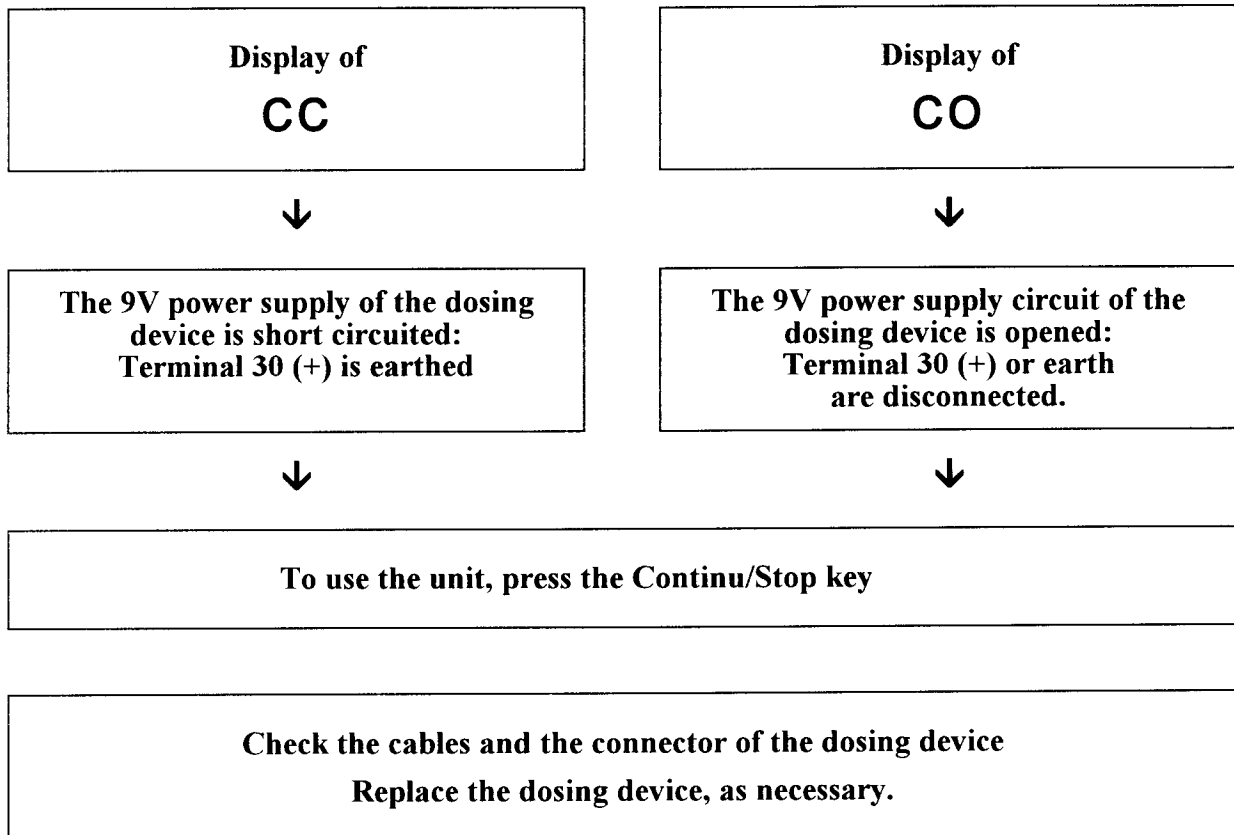 Display of
CC
Display of
CO
The 9V power supply of the dosing
device is short circuited:
Terminal 30 (+) is earthed
The 9V power supply circuit of the
dosing device is opened:
Terminal 30 (+) or earth
are disconnected.
To use the unit, press the Continu/Stop key
Check the cables and the connector of the dosing device
Replace the dosing device, as necessary.